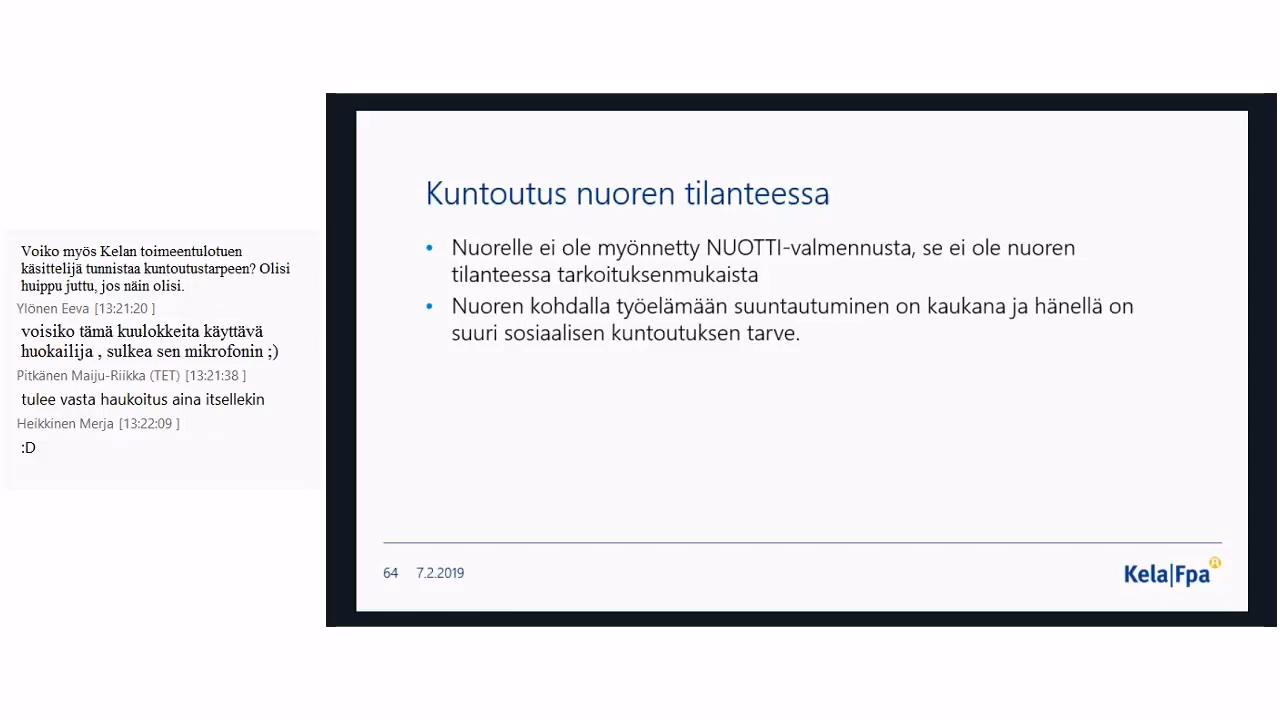 Voiko myös Kelan toimeentulotuen
käsittelijä tunnistaa kuntoutustarpeen? Olisi
huippu juttu, jos näin olisi.
Ylönen Eeva [13:21:20 ]
voisiko tämä kuulokkeita käyttävä
huokailija , sulkea sen mikrofonin ;)
Pitkänen Maiju-Riikka (TET) [13:21:38 ]
tulee vasta haukoitus aina itsellekin
Heikkinen Merja [13:22:09 ]
:D
Kuntoutus nuoren tilanteessa
• Nuorelle ei ole myönnetty NUOTTI-valmennusta, se ei ole nuoren
tilanteessa tarkoituksenmukaista
• Nuoren kohdalla työelämään suuntautuminen on kaukana ja hänellä on
suuri sosiaalisen kuntoutuksen tarve.
64 7.2.2019
Kela|Fpa